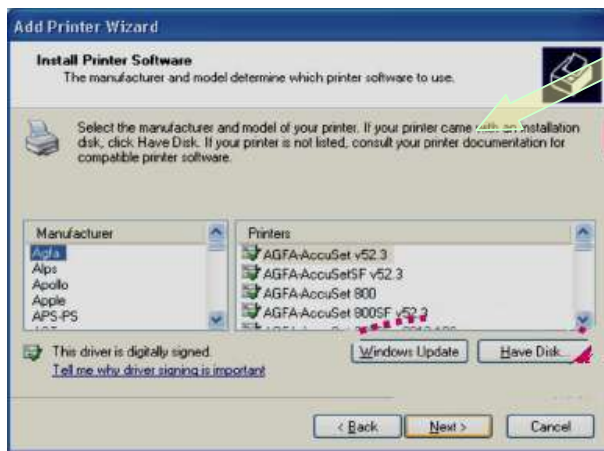 Add Printer Wizard
Install Printer Software
The manufacturer and model determine which printer software to use.
Select the manufacturer and model of your printer. If your printer came with an installation
disk, click Have Disk. If your printer is not listed, consult your printer documentation for
compatible printer software.
Manufacturer
Agfa
Alps
Apollo
Apple
APS-PS
Printers
AGFA-AccuSet v52.3
AGFA-AccuSetSF v52.3
AGFA-AccuSet 800
AGFA-AccuSet 800SF v52.3
This driver is digitally signed.
Tell me why driver signing is important
Windows Update
Have Disk...
< Back
Next >
Cancel